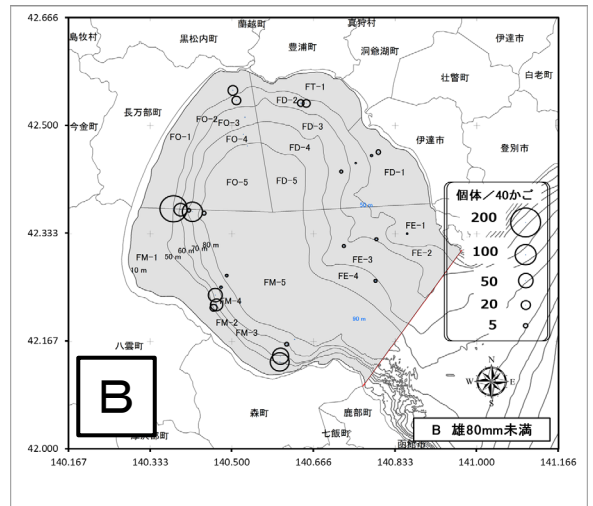 42.666
42.500
42.333
42.167
42.000
140.167
140.333
140.500
140.666
140.833
141.000
141.166
島牧村
黒松内町
蘭越町
豊浦町
真狩村
洞爺湖町
伊達市
壮瞥町
白老町
長万部町
今金町
伊達市
登別市
八雲町
森町
鹿部町
七飯町
函館市
FT-1
FO-2
FD-2
FO-1
FO-3
FD-3
FO-4
FD-4
FO-5
FD-5
FD-1
50 m
FE-1
FE-2
FE-3
FE-4
FM-1
10 m
50 m
60 m
70 m
80 m
FM-5
FM-4
FM-2
FM-3
90 m
個体／40かご
200
100
50
20
5
N
W
E
S
B
B 雄80mm未満